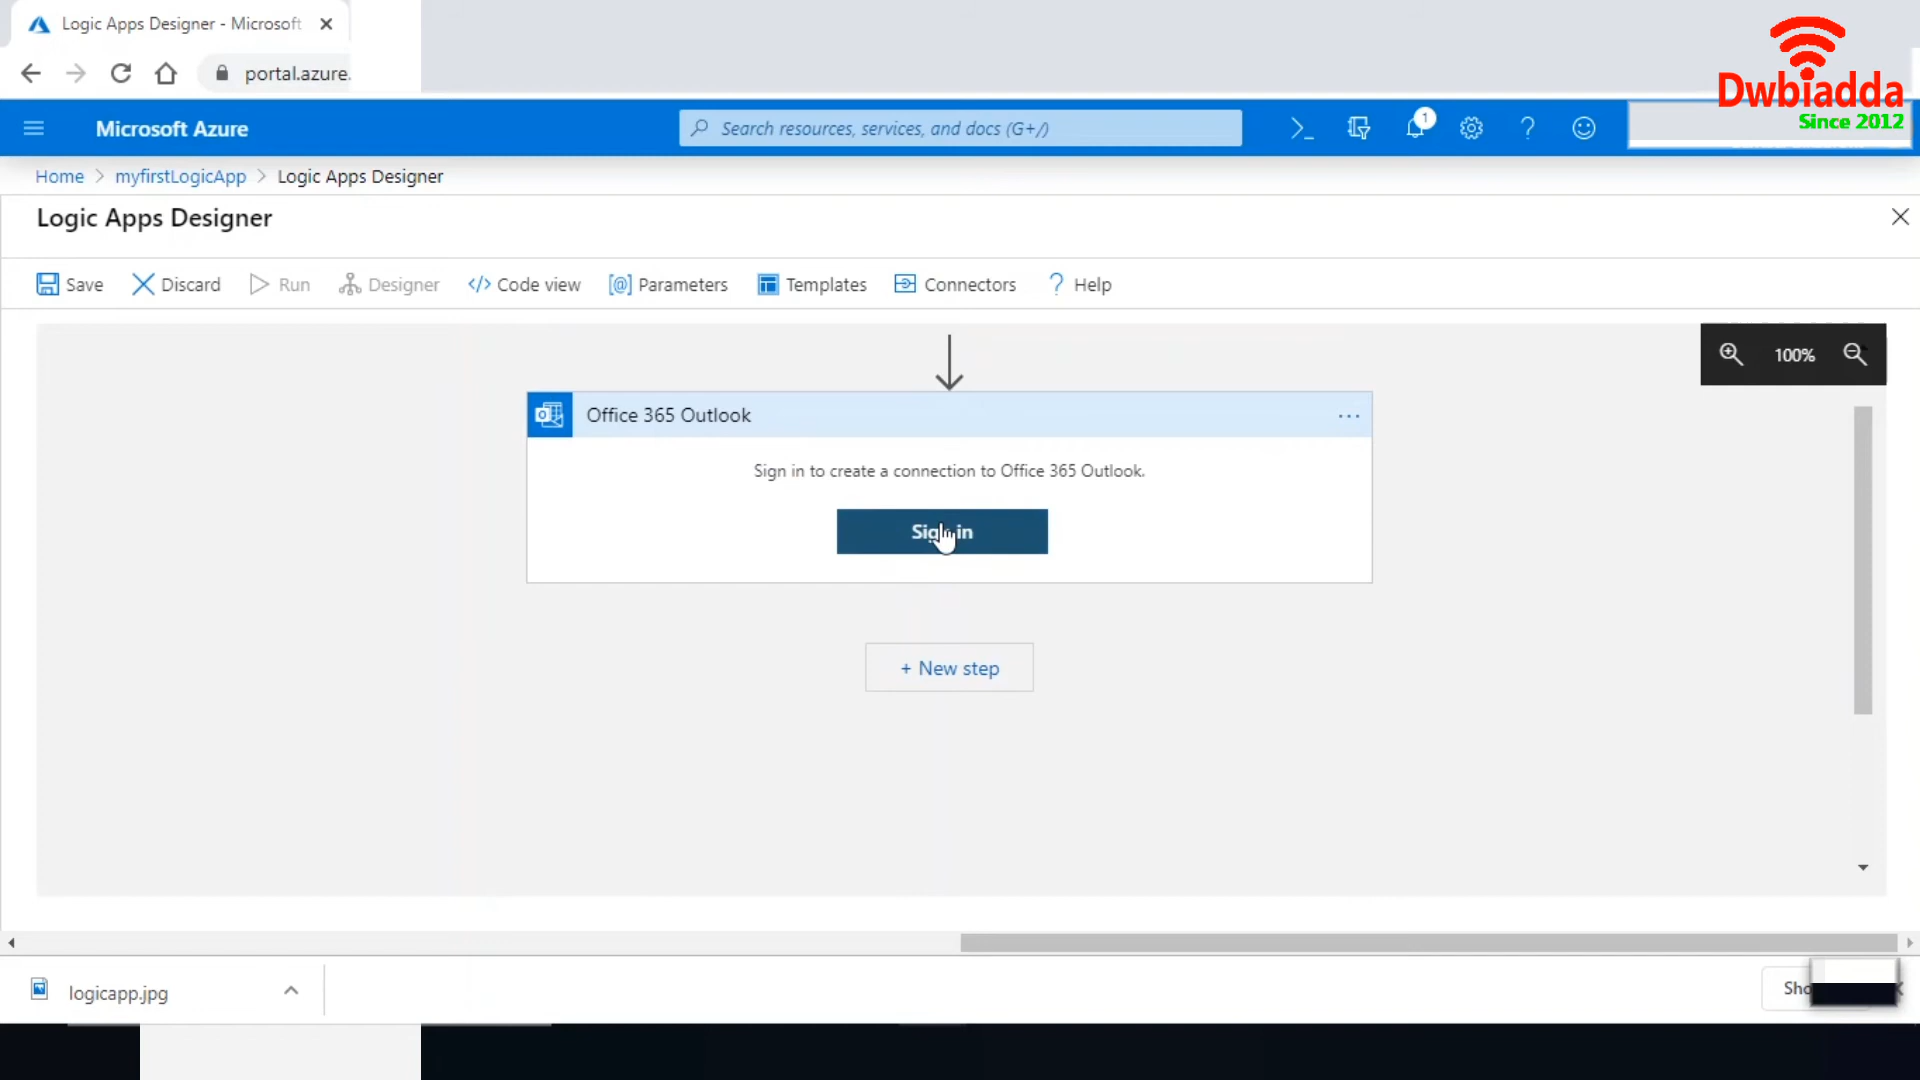 Logic Apps Designer - Microsoft
portal.azure.
Dwbiadda
Since 2012
Microsoft Azure
Search resources, services, and docs (G+/)
1
Home > myfirstLogicApp > Logic Apps Designer
Logic Apps Designer
Save Discard Run Designer </> Code view [@] Parameters Templates Connectors ? Help
100%
Office 365 Outlook ...
Sign in to create a connection to Office 365 Outlook.
Sign in
+ New step
logicapp.jpg